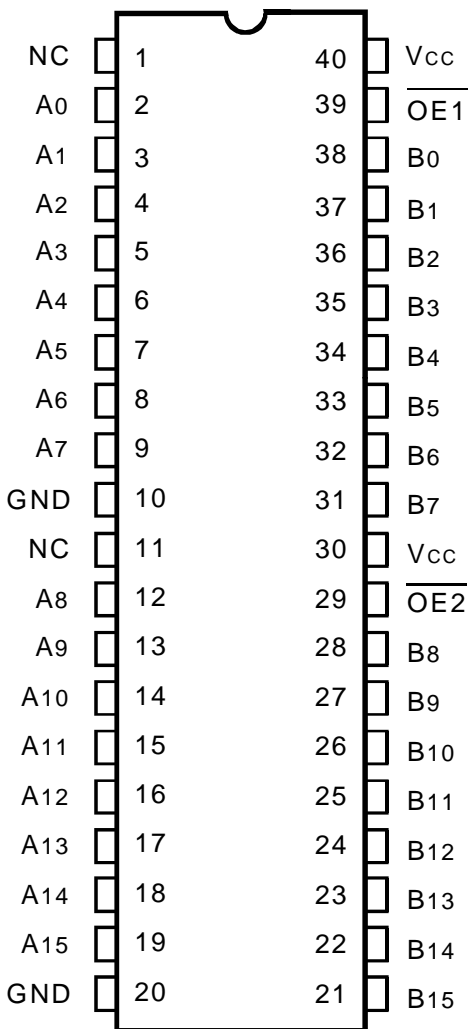 NC 1 40 Vcc
A0 2 39 OE1
A1 3 38 B0
A2 4 37 B1
A3 5 36 B2
A4 6 35 B3
A5 7 34 B4
A6 8 33 B5
A7 9 32 B6
GND 10 31 B7
NC 11 30 Vcc
A8 12 29 OE2
A9 13 28 B8
A10 14 27 B9
A11 15 26 B10
A12 16 25 B11
A13 17 24 B12
A14 18 23 B13
A15 19 22 B14
GND 20 21 B15